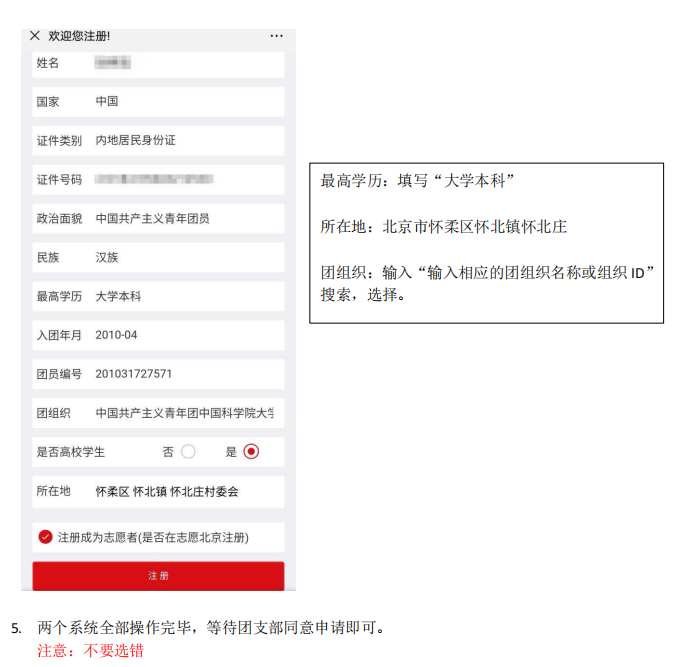 欢迎您注册!
姓名
国家 中国
证件类别 内地居民身份证
证件号码
政治面貌 中国共产主义青年团员
民族 汉族
最高学历 大学本科
入团年月 2010-04
团员编号 201031727571
团组织 中国共产主义青年团中国科学院大
是否高校学生 否 是
所在地 怀柔区 怀北镇 怀北庄村委会
注册成为志愿者(是否在志愿北京注册)
注册
最高学历：填写“大学本科”
所在地：北京市怀柔区怀北镇怀北庄
团组织：输入“输入相应的团组织名称或组织 ID”
搜索，选择。
5. 两个系统全部操作完毕，等待团支部同意申请即可。
注意：不要选错